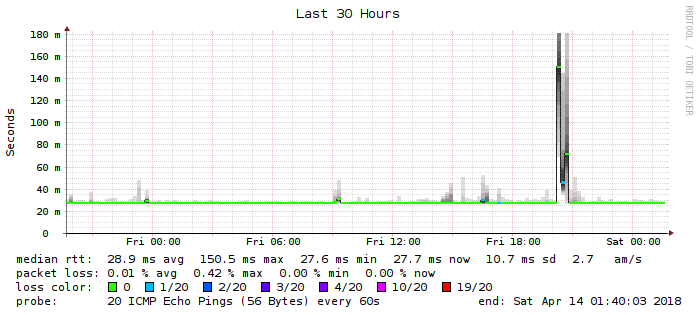 Last 30 Hours
RRDTOOL / TOBI OETIKER
Seconds
180 m
160 m
140 m
120 m
100 m
80 m
60 m
40 m
20 m
0
Fri 00:00 Fri 06:00 Fri 12:00 Fri 18:00 Sat 00:00
median rtt: 28.9 ms avg 150.5 ms max 27.6 ms min 27.7 ms now 10.7 ms sd 2.7 am/s
packet loss: 0.01 % avg 0.42 % max 0.00 % min 0.00 % now
loss color: 0 1/20 2/20 3/20 4/20 10/20 19/20
probe: 20 ICMP Echo Pings (56 Bytes) every 60s end: Sat Apr 14 01:40:03 2018